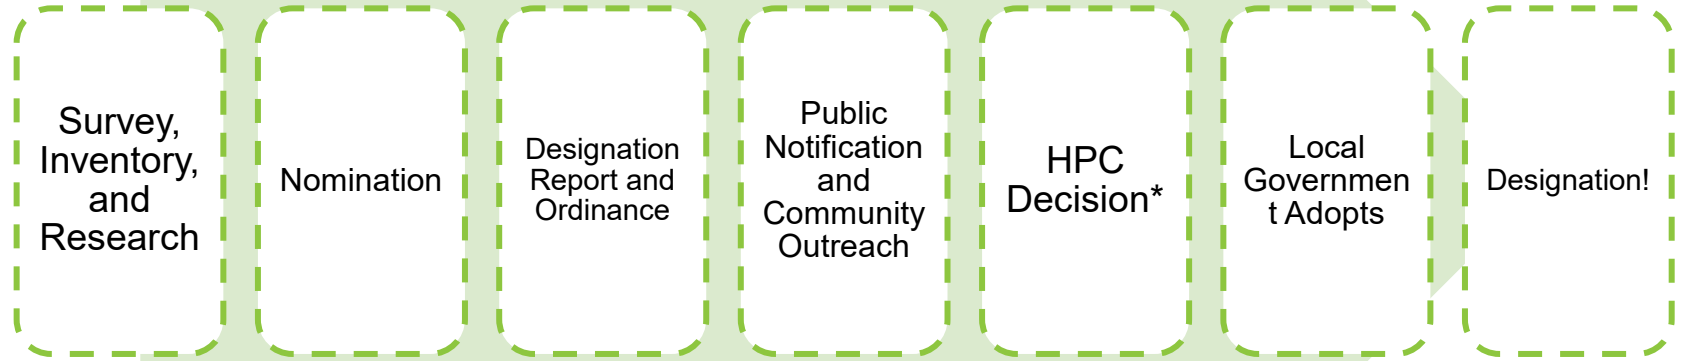 Survey,
Inventory,
and
Research
Nomination
Designation
Report and
Ordinance
Public
Notification
and
Community
Outreach
HPC
Decision*
Local
Governmen
t Adopts
Designation!